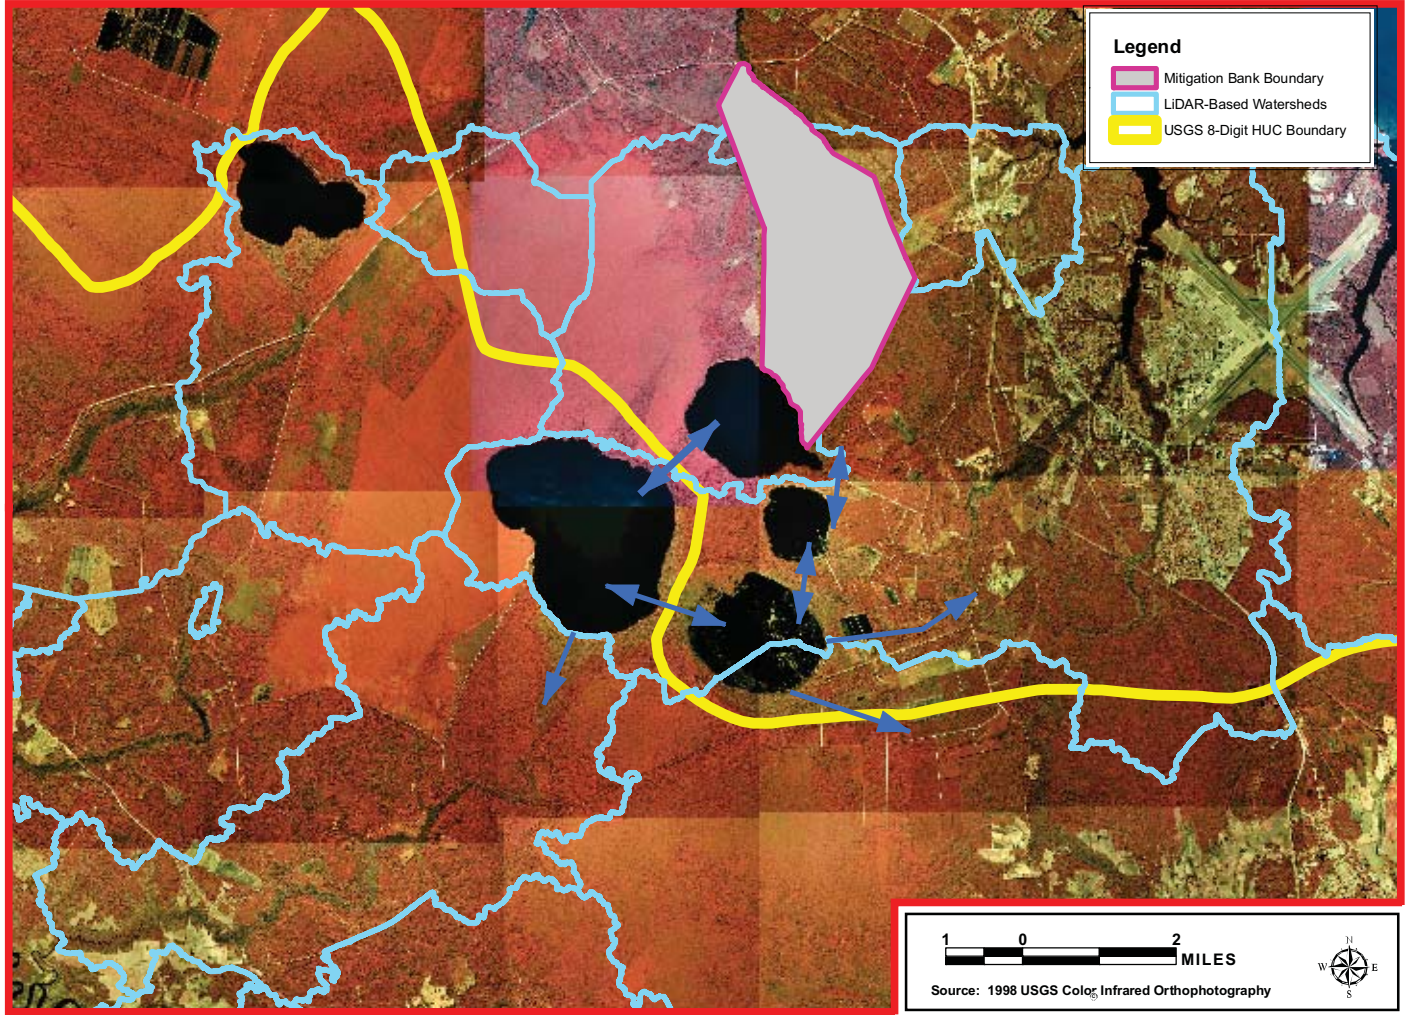 Legend
Mitigation Bank Boundary
LiDAR-Based Watersheds
USGS 8-Digit HUC Boundary
1 0 2
MILES
Source: 1998 USGS Color Infrared Orthophotography
©
N
W E
S